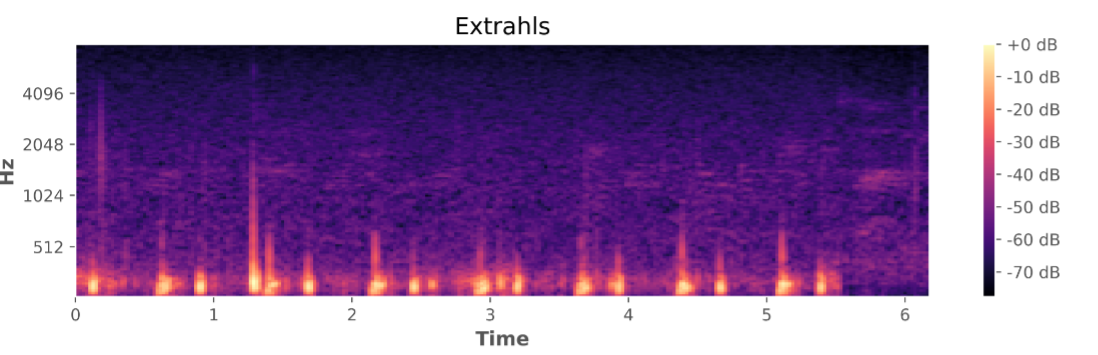 Extrahls
+0 dB
-10 dB
-20 dB
-30 dB
-40 dB
-50 dB
-60 dB
-70 dB
4096
2048
1024
512
Hz
0 1 2 3 4 5 6
Time